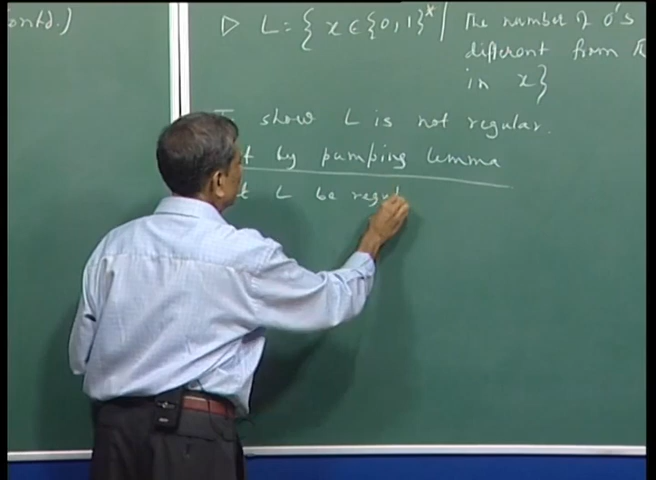 ontd.)
▷ L = { x ∈ {0, 1}* | The number of 0's
different from
in x}
show L is not regular.
by pumping lemma
L be regul